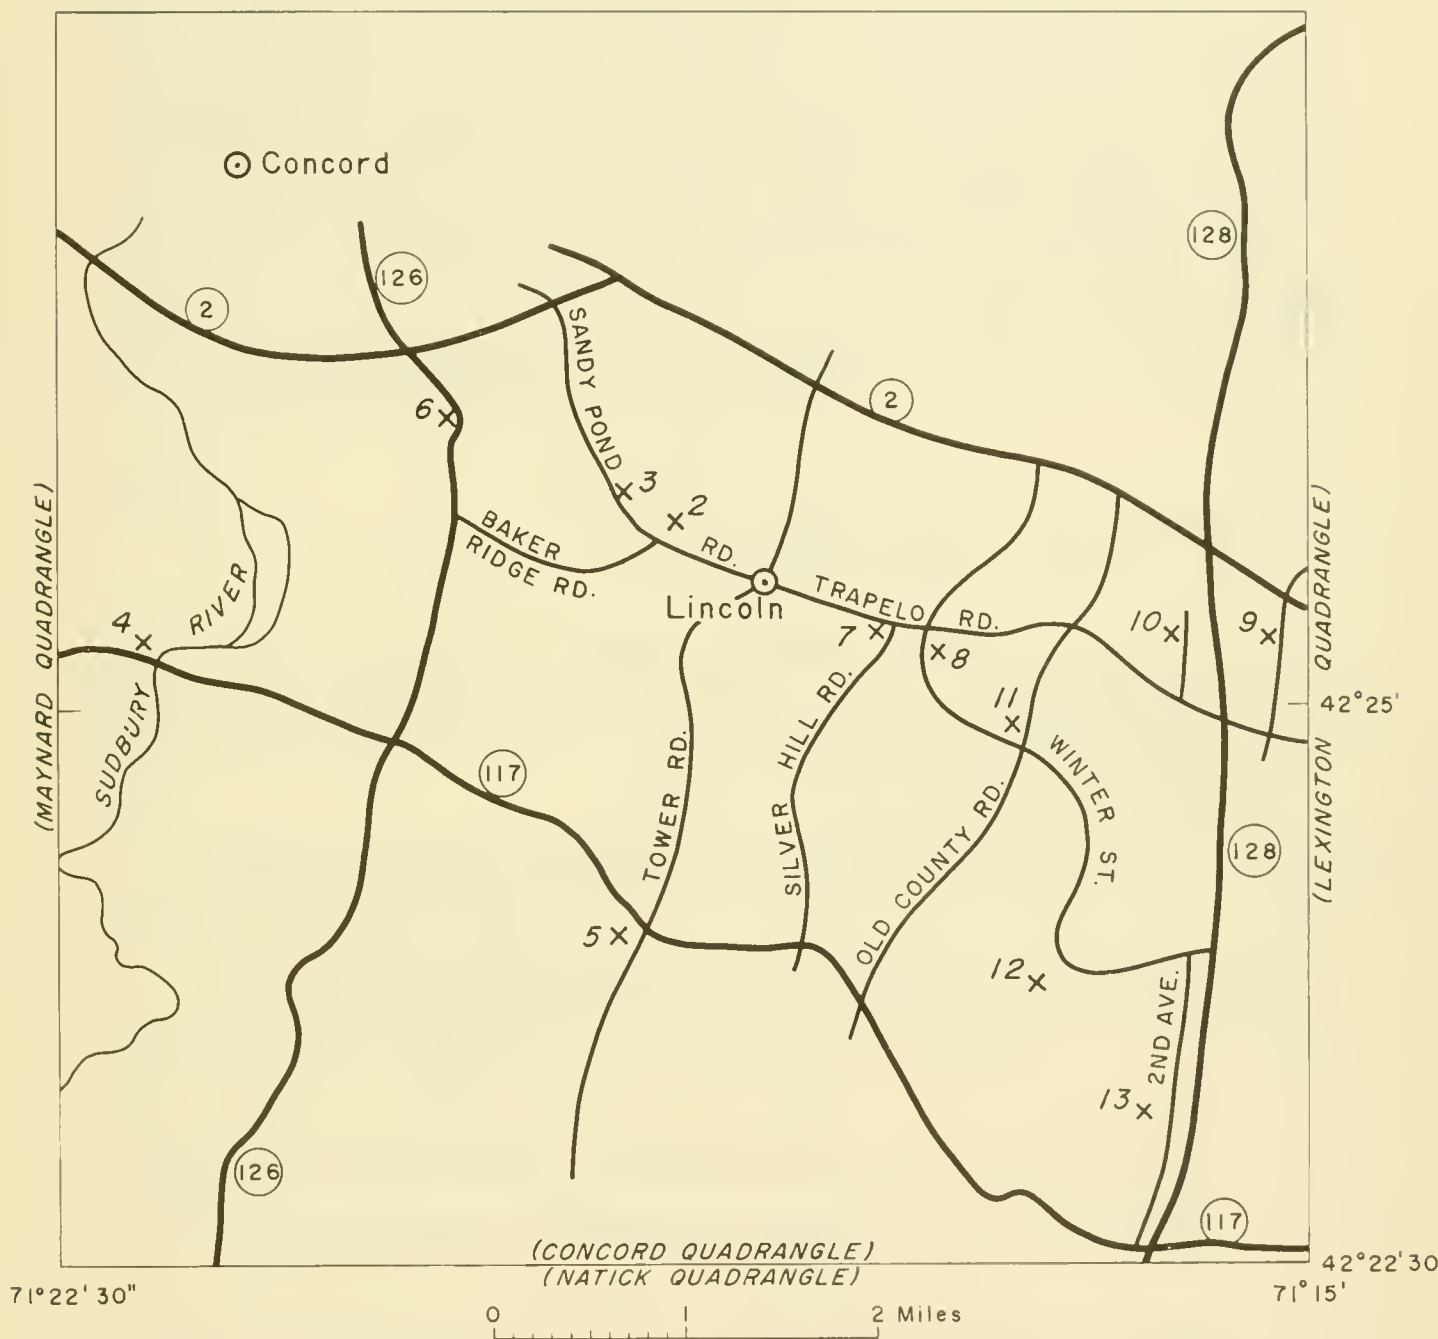 Concord
128
126
2
SANDY POND
2
6
3
2
BAKER
RIDGE RD.
RD.
Lincoln
TRAPELO RD.
(MAYNARD QUADRANGLE)
(LEXINGTON QUADRANGLE)
RIVER
SUDBURY
4
7
8
10
9
11
42°25'
HILL RD.
SILVER
TOWER RD.
WINTER ST.
117
OLD COUNTY RD.
128
5
12
2ND AVE.
13
126
117
(CONCORD QUADRANGLE)
(NATICK QUADRANGLE)
42°22'30
71°22'30"
71°15'
0 1 2 Miles